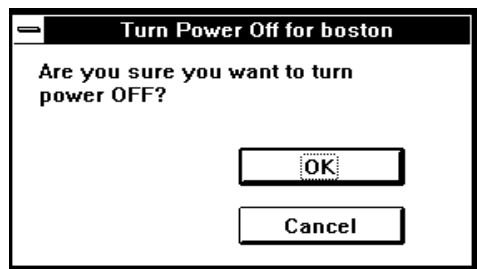 Turn Power Off for boston
Are you sure you want to turn
power OFF?
OK
Cancel